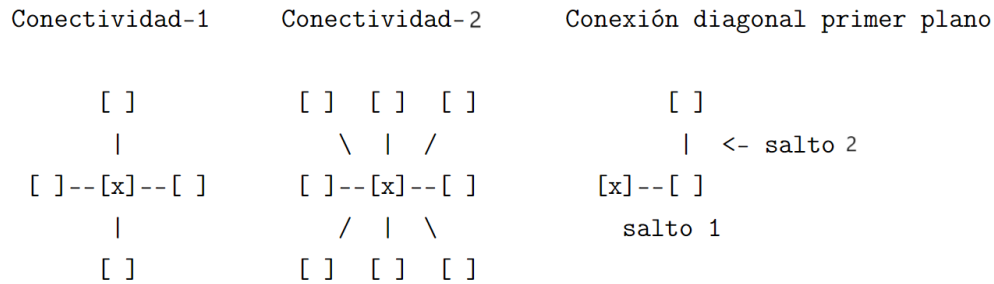 Conectividad-1     Conectividad-2     Conexión diagonal primer plano
     [ ]           [ ]  [ ]  [ ]           [ ]
      |               \  |  /               |  <- salto 2
[ ]--[x]--[ ]      [ ]--[x]--[ ]      [x]--[ ]
      |               /  |  \           salto 1
     [ ]           [ ]  [ ]  [ ]